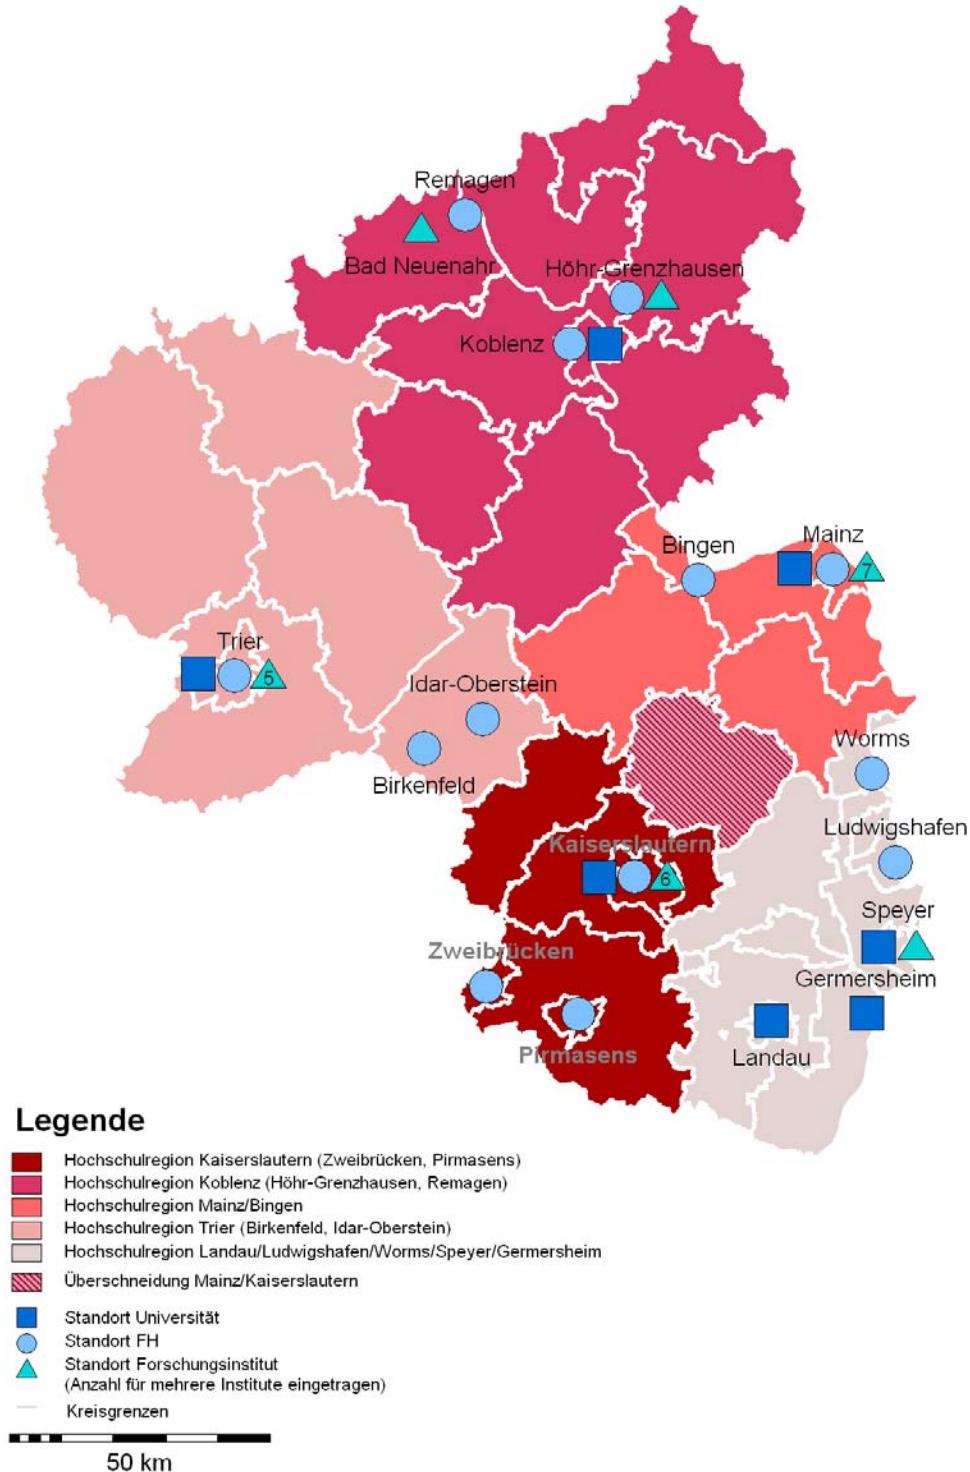 Remagen
Bad Neuenahr
Höhr-Grenzhausen
Koblenz
Mainz
Bingen
7
Trier
5
Idar-Oberstein
Birkenfeld
Worms
Ludwigshafen
Kaiserslautern
6
Speyer
Zweibrücken
Germersheim
Pirmasens
Landau
Legende
Hochschulregion Kaiserslautern (Zweibrücken, Pirmasens)
Hochschulregion Koblenz (Höhr-Grenzhausen, Remagen)
Hochschulregion Mainz/Bingen
Hochschulregion Trier (Birkenfeld, Idar-Oberstein)
Hochschulregion Landau/Ludwigshafen/Worms/Speyer/Germersheim
Überschneidung Mainz/Kaiserslautern
Standort Universität
Standort FH
Standort Forschungsinstitut
(Anzahl für mehrere Institute eingetragen)
Kreisgrenzen
50 km